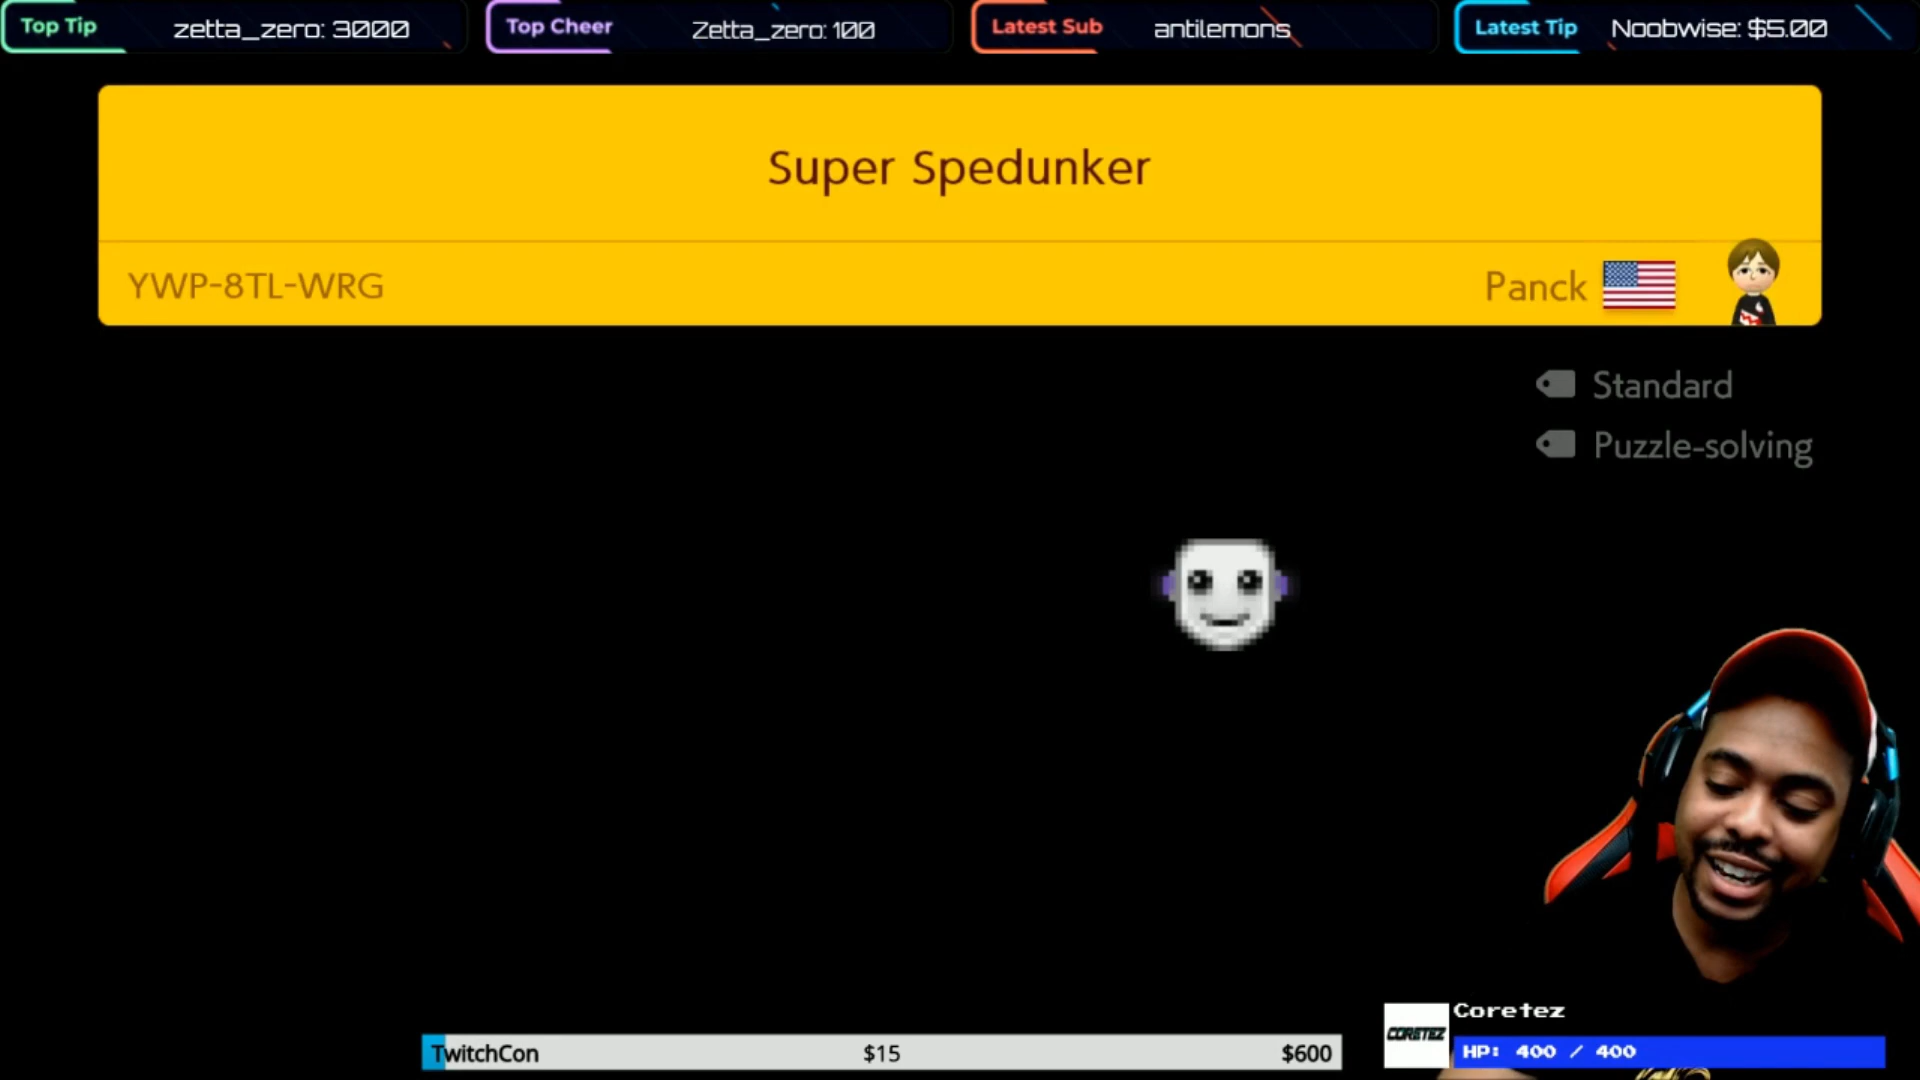 Top Tip zetta_zero: 3000
Top Cheer Zetta_zero: 100
Latest Sub antilemons
Latest Tip Noobwise: $5.00
Super Spedunker
YWP-8TL-WRG
Panck
Standard
Puzzle-solving
Coretez
CORETEZ
HP: 400 / 400
TwitchCon $15 $600